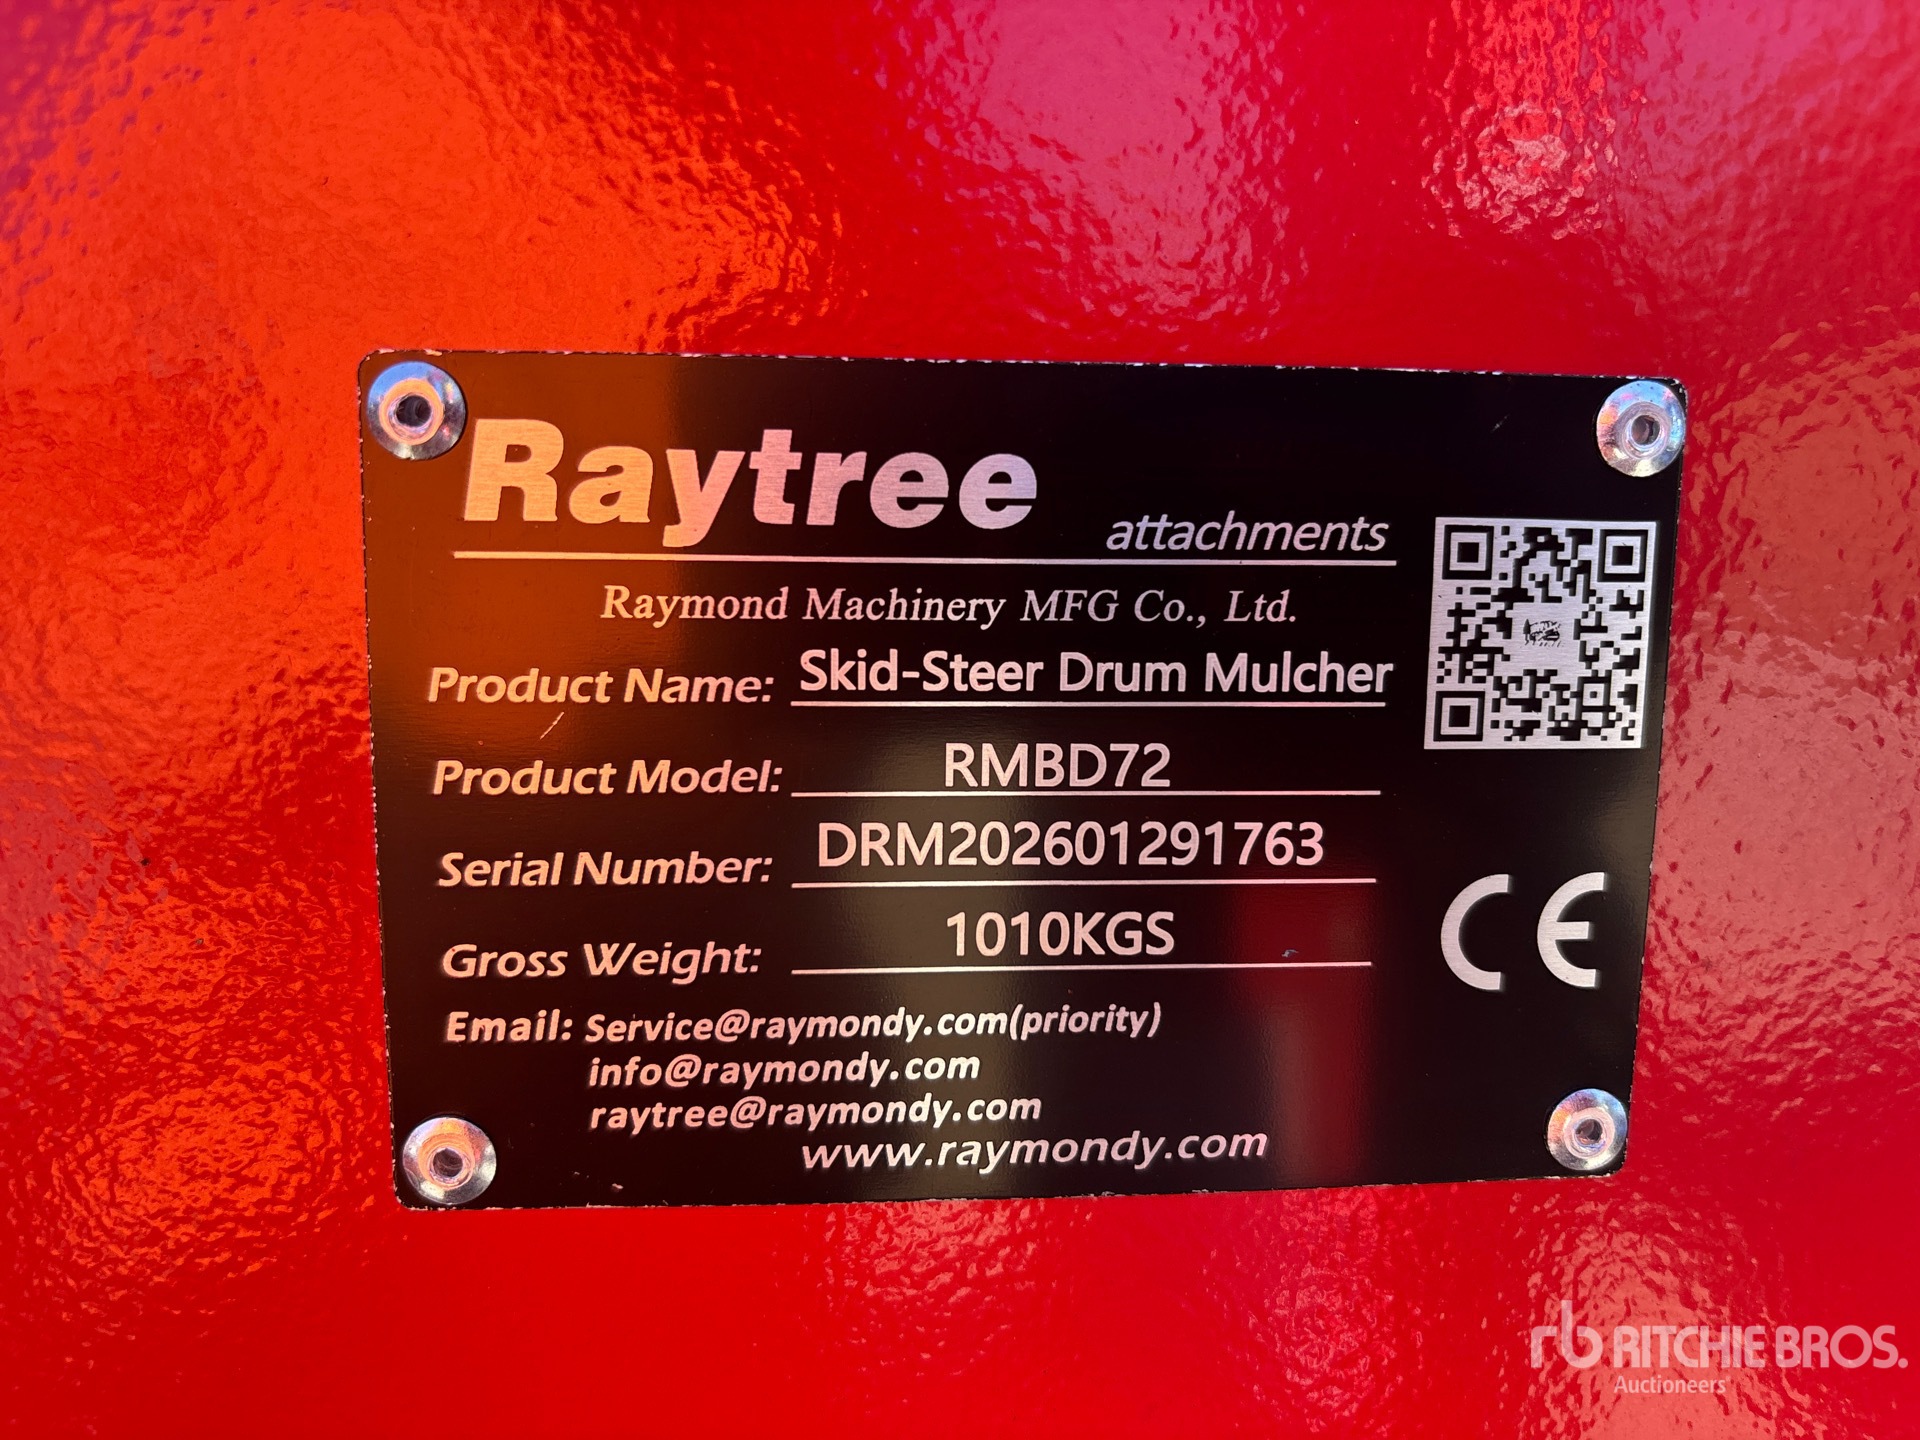 Raytree
attachments
Raymond Machinery MFG Co., Ltd.
Product Name: Skid-Steer Drum Mulcher
Product Model: RMBD72
Serial Number: DRM202601291763
Gross Weight: 1010KGS
CE
Email: Service@raymondy.com(priority)
info@raymondy.com
raytree@raymondy.com
www.raymondy.com
rb RITCHIE BROS.
Auctioneers